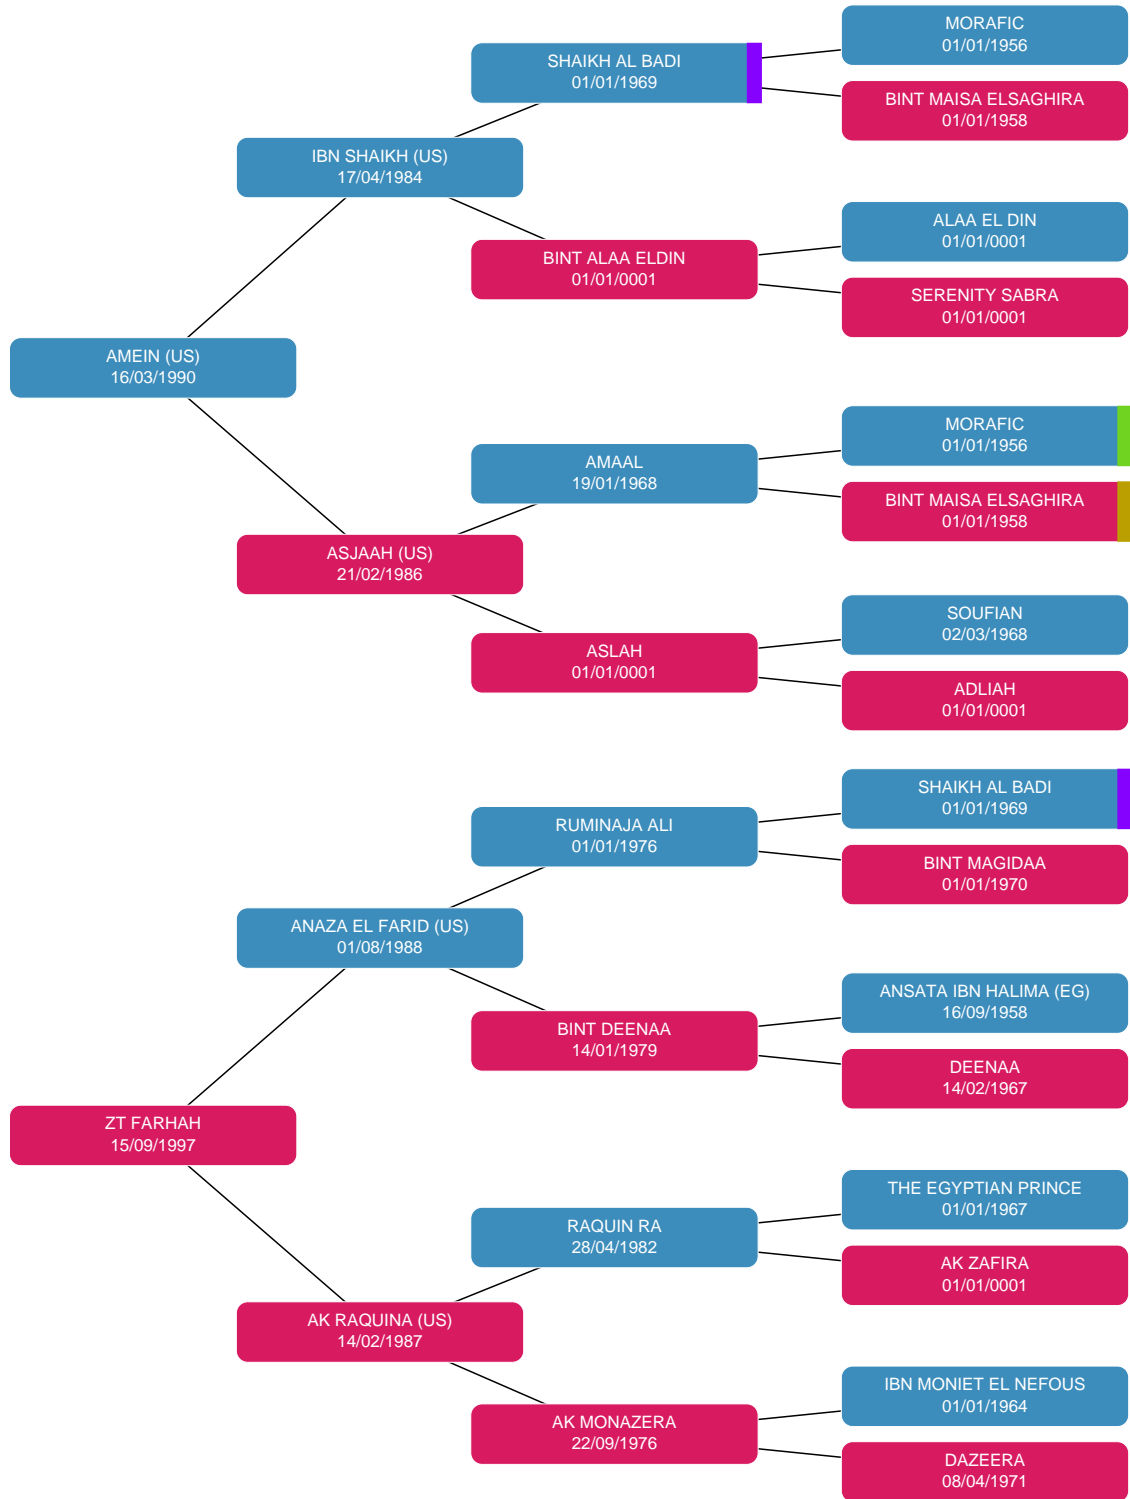 MORAFIC
01/01/1956
SHAIKH AL BADI
01/01/1969
BINT MAISA ELSAGHIRA
01/01/1958
IBN SHAIKH (US)
17/04/1984
ALAA EL DIN
01/01/0001
BINT ALAA ELDIN
01/01/0001
SERENITY SABRA
01/01/0001
AMEIN (US)
16/03/1990
MORAFIC
01/01/1956
AMAAL
19/01/1968
BINT MAISA ELSAGHIRA
01/01/1958
ASJAAH (US)
21/02/1986
SOUFIAN
02/03/1968
ASLAH
01/01/0001
ADLIAH
01/01/0001
SHAIKH AL BADI
01/01/1969
RUMINAJA ALI
01/01/1976
BINT MAGIDAA
01/01/1970
ANAZA EL FARID (US)
01/08/1988
ANSATA IBN HALIMA (EG)
16/09/1958
BINT DEENAA
14/01/1979
DEENAA
14/02/1967
ZT FARHAH
15/09/1997
THE EGYPTIAN PRINCE
01/01/1967
RAQUIN RA
28/04/1982
AK ZAFIRA
01/01/0001
AK RAQUINA (US)
14/02/1987
IBN MONIET EL NEFOUS
01/01/1964
AK MONAZERA
22/09/1976
DAZEERA
08/04/1971